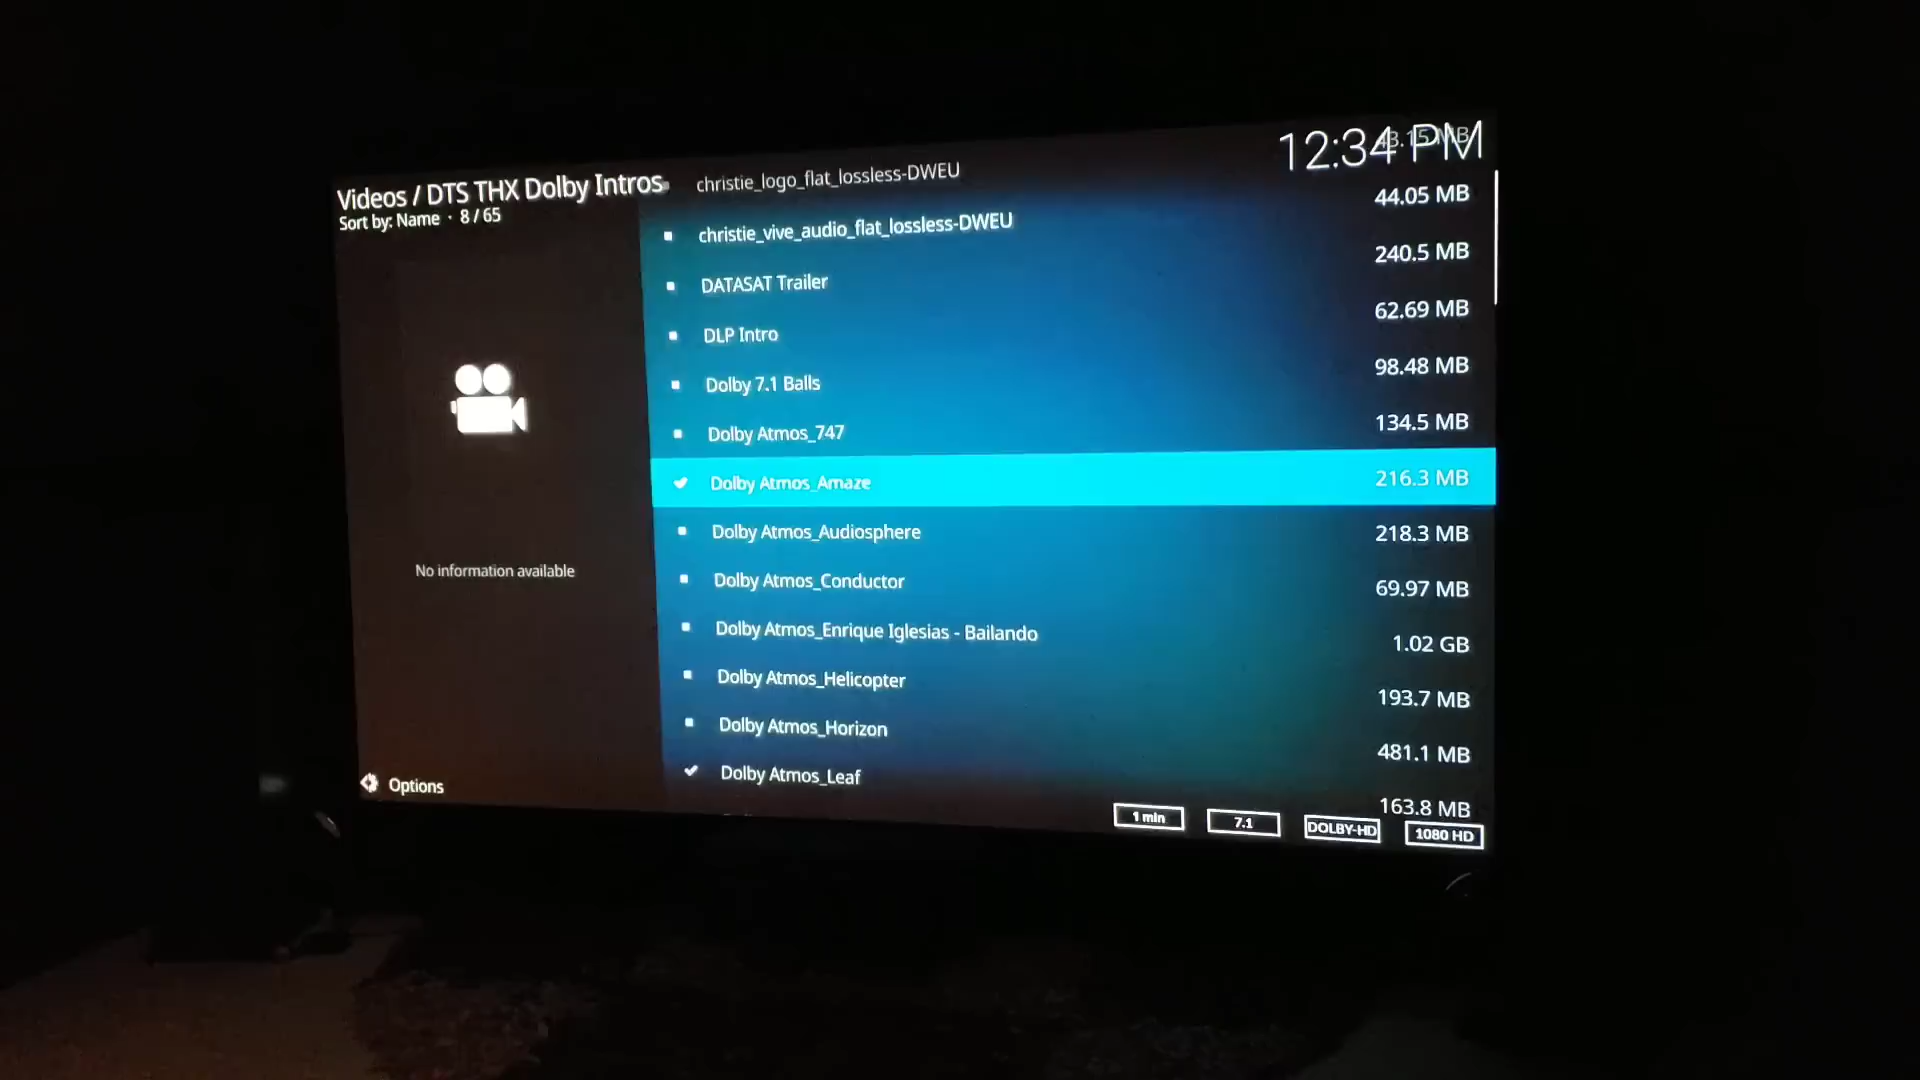 12:34 PM
Videos / DTS THX Dolby Intros
Sort by: Name · 8 / 65
christie_logo_flat_lossless-DWEU 43.15 MB
christie_vive_audio_flat_lossless-DWEU 44.05 MB
DATASAT Trailer 240.5 MB
DLP Intro 62.69 MB
Dolby 7.1 Balls 98.48 MB
Dolby Atmos_747 134.5 MB
Dolby Atmos_Amaze 216.3 MB
Dolby Atmos_Audiosphere 218.3 MB
Dolby Atmos_Conductor 69.97 MB
Dolby Atmos_Enrique Iglesias - Bailando 1.02 GB
Dolby Atmos_Helicopter 193.7 MB
Dolby Atmos_Horizon 481.1 MB
Dolby Atmos_Leaf 163.8 MB
No information available
Options
1 min 7.1 DOLBY-HD 1080 HD